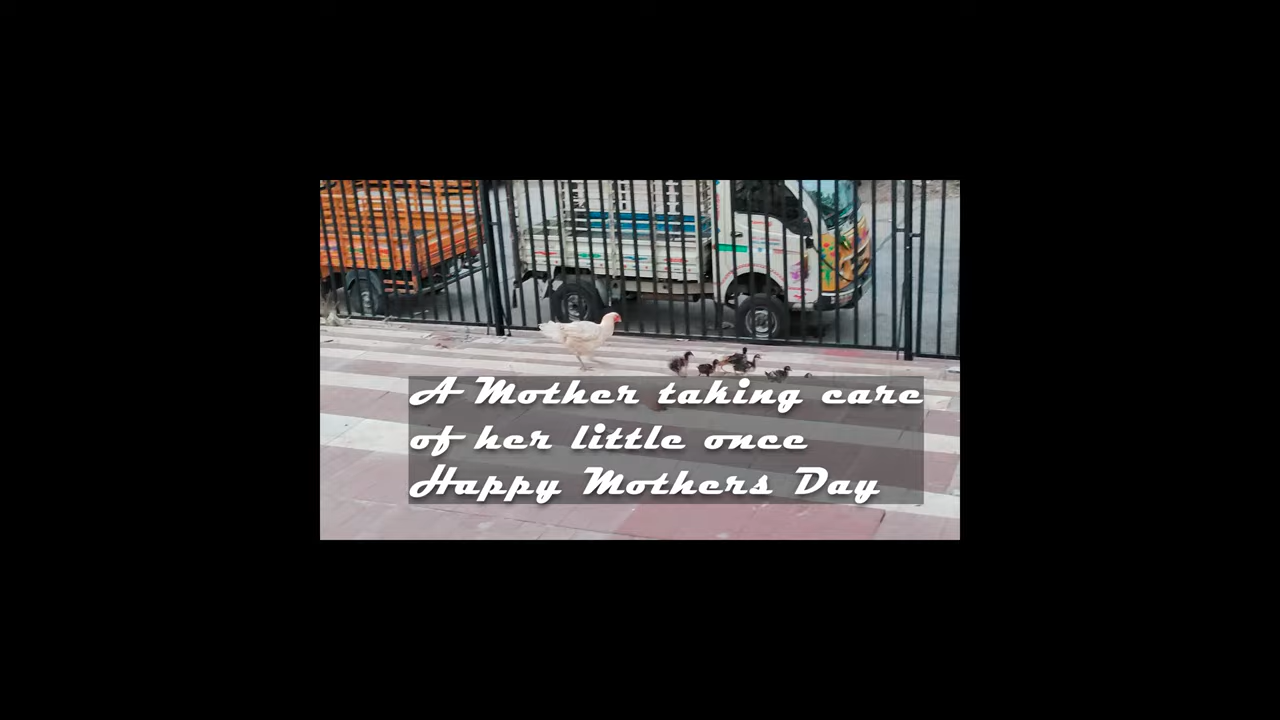 A Mother taking care
of her little once
Happy Mothers Day